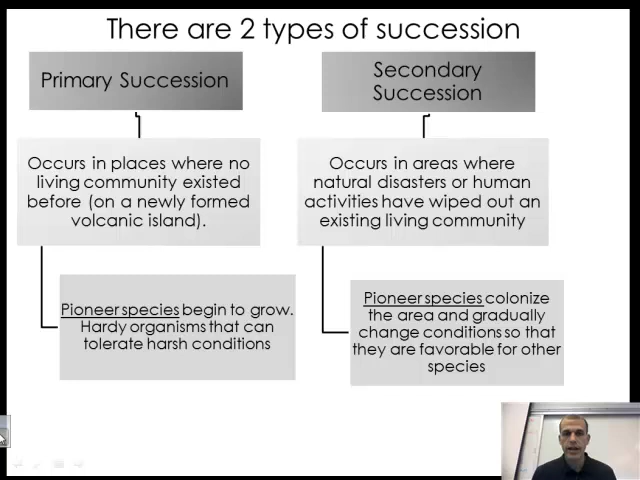 There are 2 types of succession
Primary Succession
Occurs in places where no
living community existed
before (on a newly formed
volcanic island).
Pioneer species begin to grow.
Hardy organisms that can
tolerate harsh conditions
Secondary
Succession
Occurs in areas where
natural disasters or human
activities have wiped out an
existing living community
Pioneer species colonize
the area and gradually
change conditions so that
they are favorable for other
species